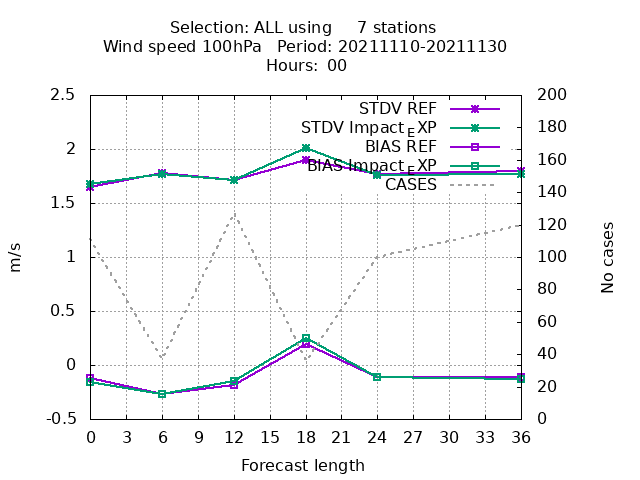 Selection: ALL using 7 stations
Wind speed 100hPa Period: 20211110-20211130
Hours: 00
STDV REF
STDV Impact_EXP
BIAS REF
BIAS Impact_EXP
CASES
2.5
2
1.5
1
0.5
0
-0.5
m/s
200
180
160
140
120
100
80
60
40
20
0
No cases
0 3 6 9 12 15 18 21 24 27 30 33 36
Forecast length